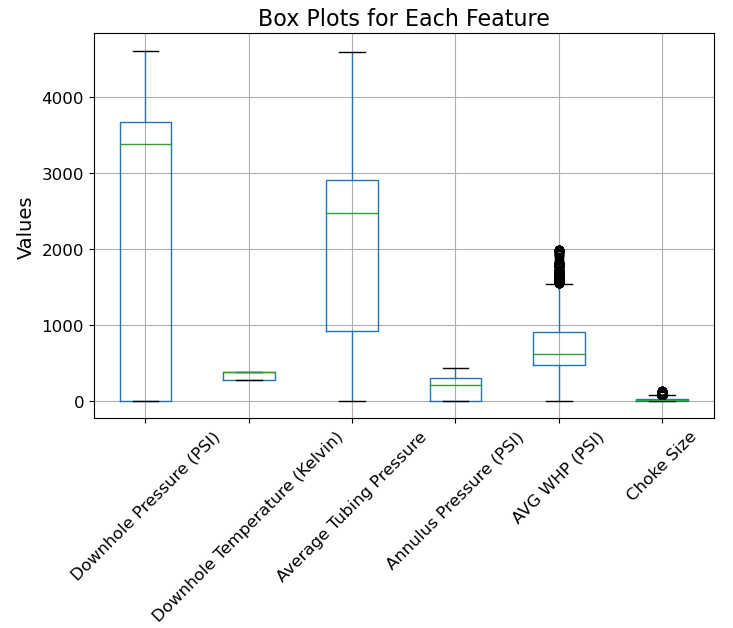 Box Plots for Each Feature
Values
4000
3000
2000
1000
0
Downhole Pressure (PSI)
Downhole Temperature (Kelvin)
Average Tubing Pressure
Annulus Pressure (PSI)
AVG WHP (PSI)
Choke Size